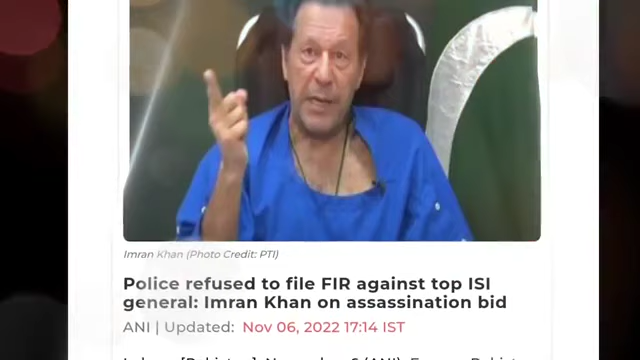 Imran Khan (Photo Credit: PTI)
Police refused to file FIR against top ISI
general: Imran Khan on assassination bid
ANI | Updated: Nov 06, 2022 17:14 IST